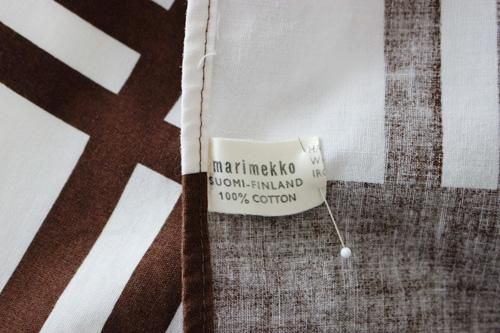 marimekko
SUOMI-FINLAND
100% COTTON